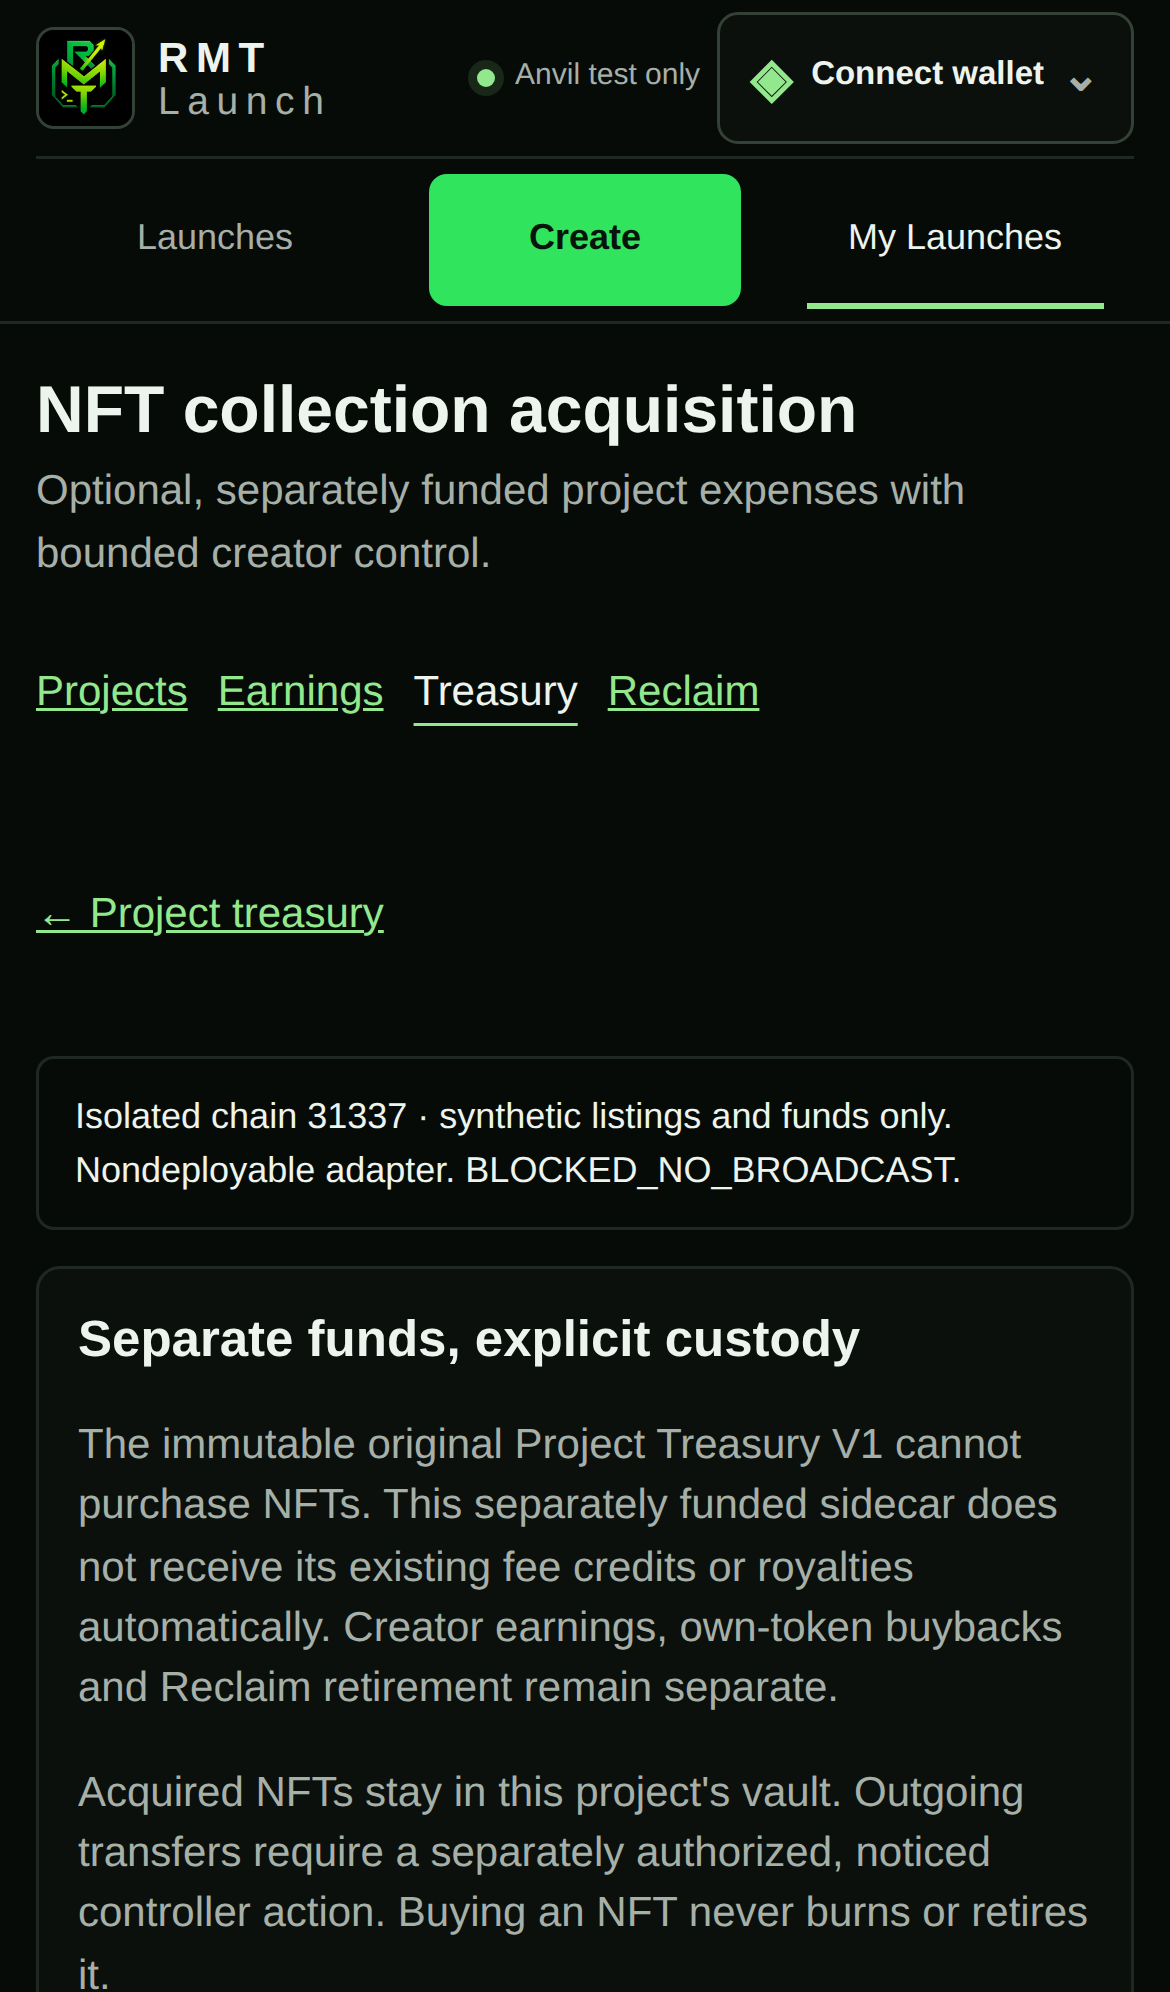 RMT
Launch
Anvil test only
Connect wallet
Launches
Create
My Launches
NFT collection acquisition
Optional, separately funded project expenses with
bounded creator control.
Projects Earnings Treasury Reclaim
← Project treasury
Isolated chain 31337 · synthetic listings and funds only.
Nondeployable adapter. BLOCKED_NO_BROADCAST.
Separate funds, explicit custody
The immutable original Project Treasury V1 cannot
purchase NFTs. This separately funded sidecar does
not receive its existing fee credits or royalties
automatically. Creator earnings, own-token buybacks
and Reclaim retirement remain separate.
Acquired NFTs stay in this project's vault. Outgoing
transfers require a separately authorized, noticed
controller action. Buying an NFT never burns or retires
it.